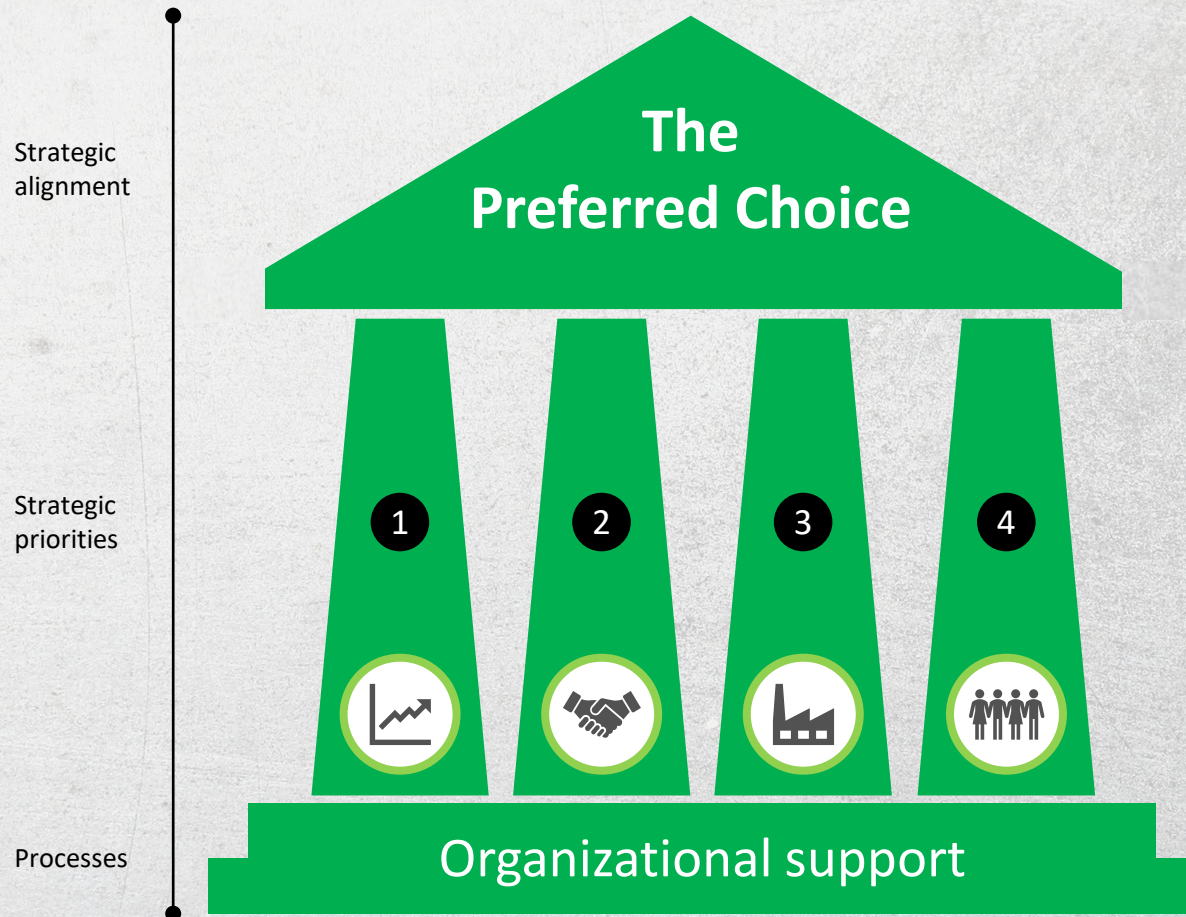 Strategic
alignment
The
Preferred Choice
Strategic
priorities
1
2
3
4
Processes
Organizational support